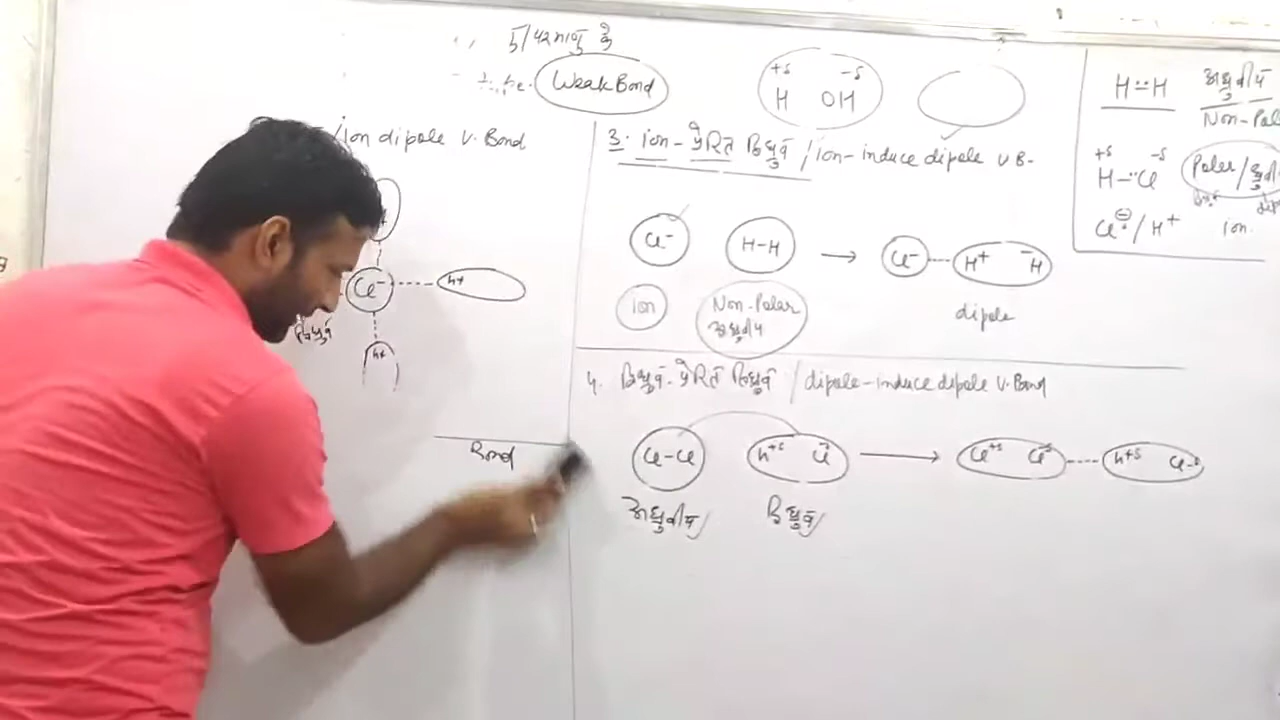 परमाणु के
Weak Bond
+δ -δ
H OH
/ion dipole V. Bond
Cl⁻ ---- h+
h+
द्विध्रुव
Bond
3. ion - प्रेरित द्विध्रुव / ion-induce dipole V B-
Cl⁻ H-H → Cl⁻ --- H⁺ ⁻H
ion Non-Polar अध्रुवीय dipole
4. द्विध्रुव - प्रेरित द्विध्रुव / dipole-induce dipole V. Bond
Cl-Cl h+δ Cl⁻ → Cl+δ Cl⁻δ ---- h+δ Cl-δ
अध्रुवीय/ द्विध्रुव/
H··H अध्रुवीय
Non-Pola
+δ -δ
H-··Cl Polar/ध्रुवी
Cl⊖ / H⁺ ion